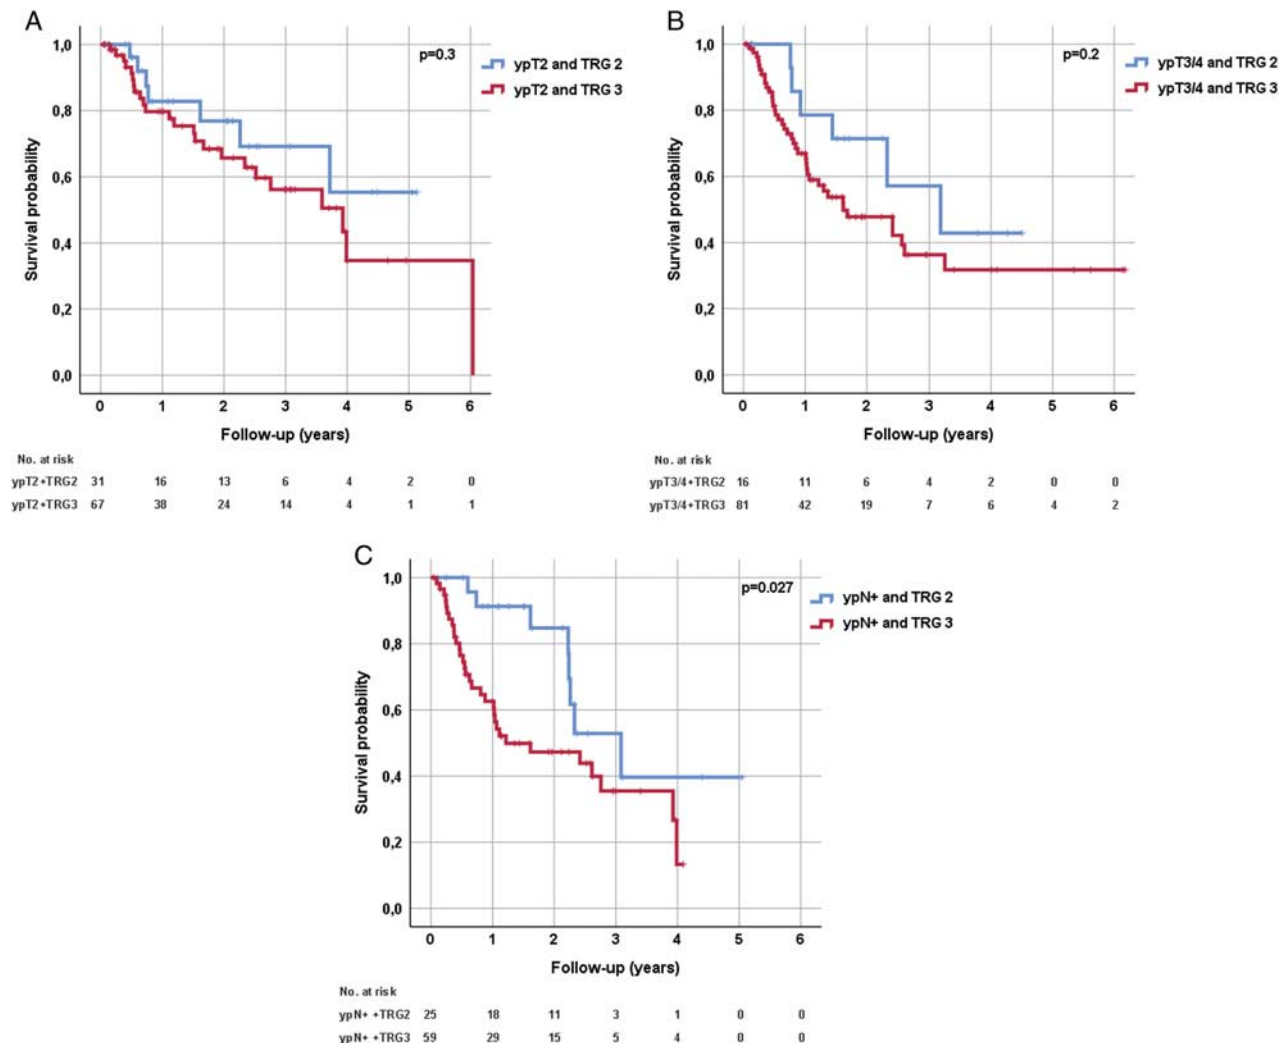 A
p=0.3
ypT2 and TRG 2
ypT2 and TRG 3
Survival probability
1,0
0,8
0,6
0,4
0,2
0,0
0 1 2 3 4 5 6
Follow-up (years)
No. at risk
ypT2+TRG2 31 16 13 6 4 2 0
ypT2+TRG3 67 38 24 14 4 1 1
B
p=0.2
ypT3/4 and TRG 2
ypT3/4 and TRG 3
Survival probability
1,0
0,8
0,6
0,4
0,2
0,0
0 1 2 3 4 5 6
Follow-up (years)
No. at risk
ypT3/4+TRG2 16 11 6 4 2 0 0
ypT3/4+TRG3 81 42 19 7 6 4 2
C
p=0.027
ypN+ and TRG 2
ypN+ and TRG 3
Survival probability
1,0
0,8
0,6
0,4
0,2
0,0
0 1 2 3 4 5 6
Follow-up (years)
No. at risk
ypN+ +TRG2 25 18 11 3 1 0 0
ypN+ +TRG3 59 29 15 5 4 0 0